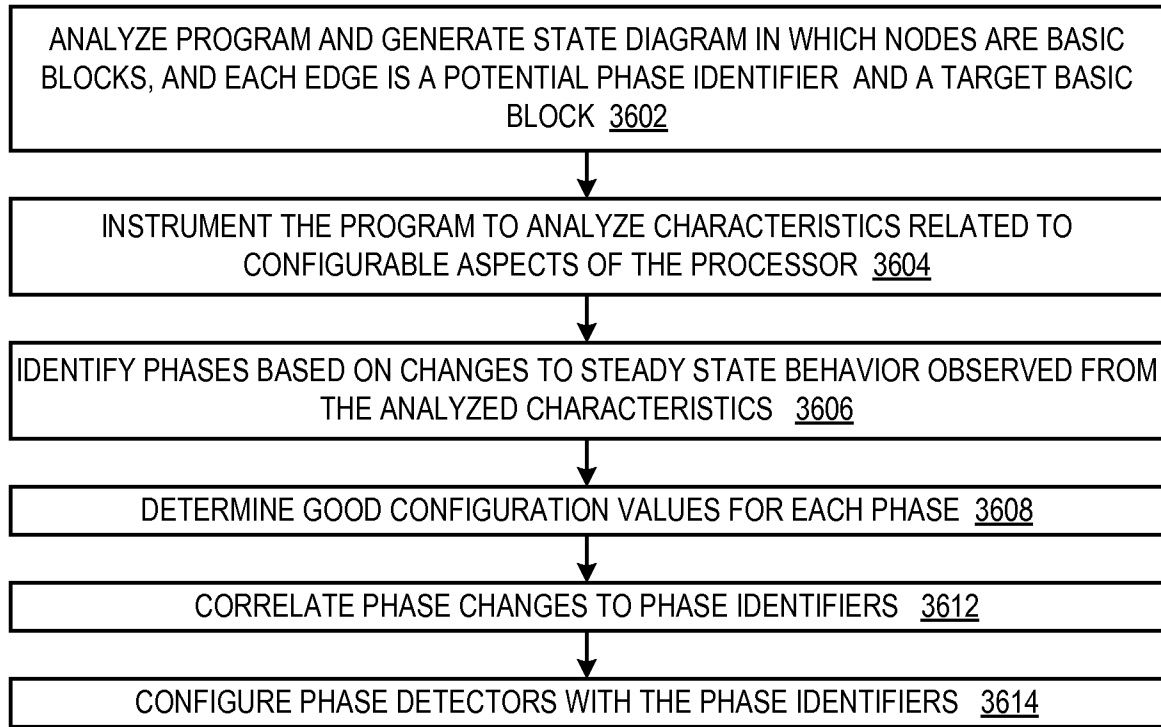 ANALYZE PROGRAM AND GENERATE STATE DIAGRAM IN WHICH NODES ARE BASIC
BLOCKS, AND EACH EDGE IS A POTENTIAL PHASE IDENTIFIER AND A TARGET BASIC
BLOCK 3602
INSTRUMENT THE PROGRAM TO ANALYZE CHARACTERISTICS RELATED TO
CONFIGURABLE ASPECTS OF THE PROCESSOR 3604
IDENTIFY PHASES BASED ON CHANGES TO STEADY STATE BEHAVIOR OBSERVED FROM
THE ANALYZED CHARACTERISTICS 3606
DETERMINE GOOD CONFIGURATION VALUES FOR EACH PHASE 3608
CORRELATE PHASE CHANGES TO PHASE IDENTIFIERS 3612
CONFIGURE PHASE DETECTORS WITH THE PHASE IDENTIFIERS 3614